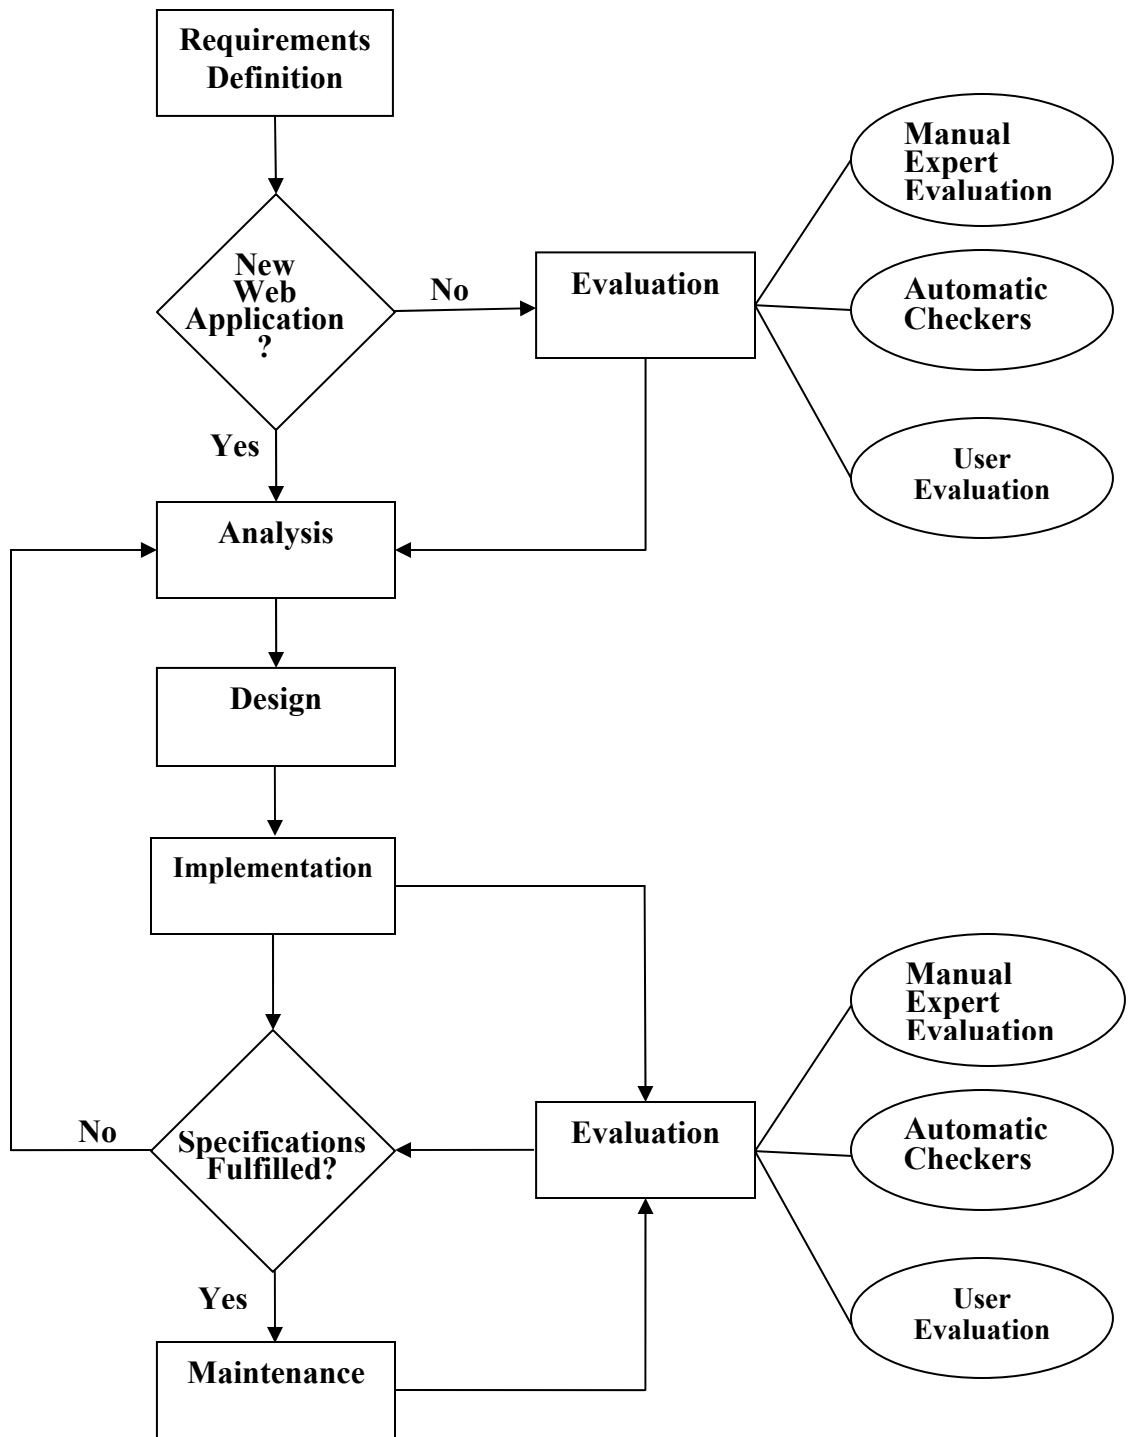 Requirements
Definition
New
Web
Application
?
No
Evaluation
Manual
Expert
Evaluation
Automatic
Checkers
User
Evaluation
Yes
Analysis
Design
Implementation
No
Specifications
Fulfilled?
Evaluation
Manual
Expert
Evaluation
Automatic
Checkers
User
Evaluation
Yes
Maintenance